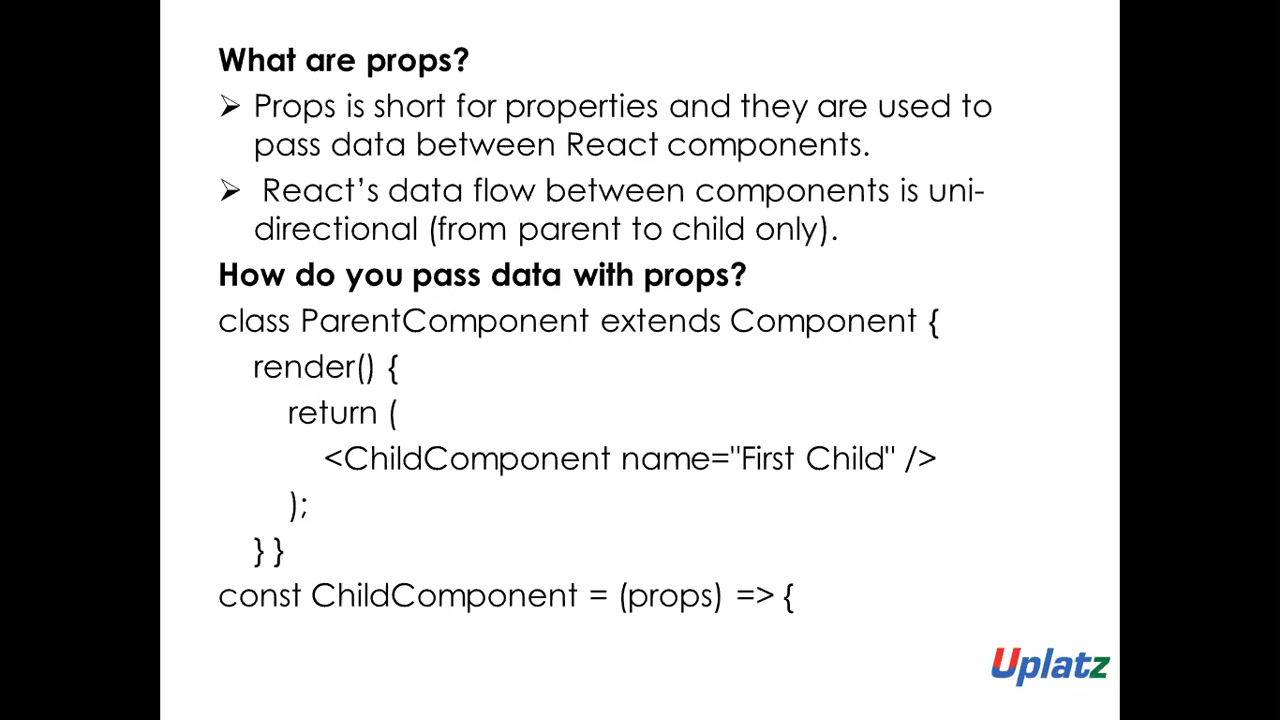 What are props?
➢ Props is short for properties and they are used to
pass data between React components.
➢ React’s data flow between components is uni-
directional (from parent to child only).
How do you pass data with props?
class ParentComponent extends Component {
render() {
return (
<ChildComponent name="First Child" />
);
} }
const ChildComponent = (props) => {
Uplatz